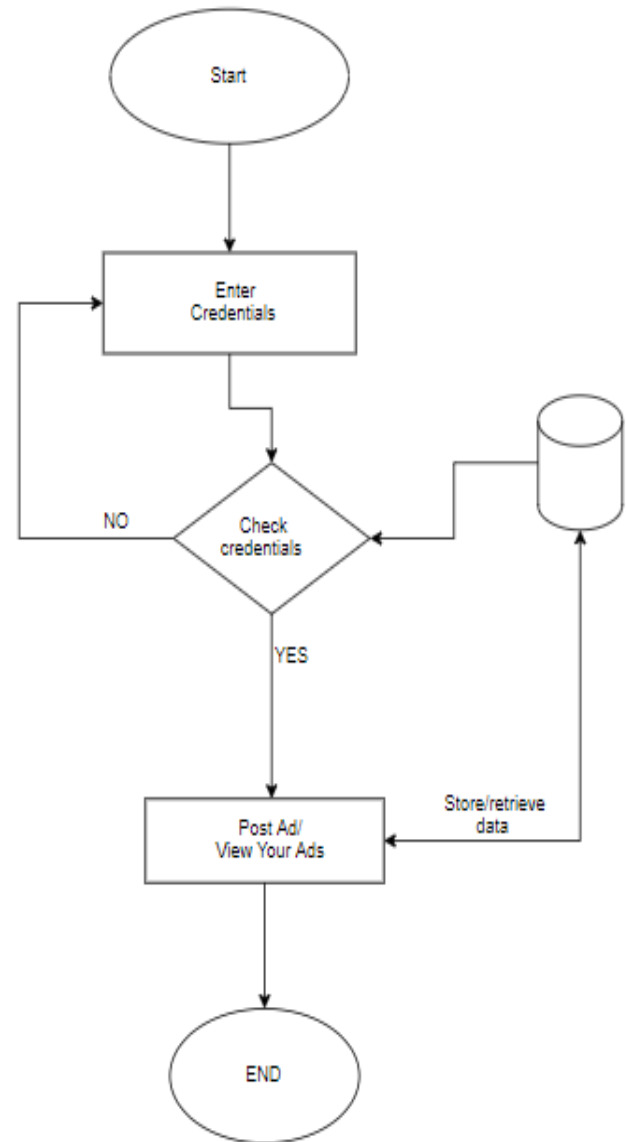 Start
Enter
Credentials
NO
Check
credentials
YES
Store/retrieve
data
Post Ad/
View Your Ads
END